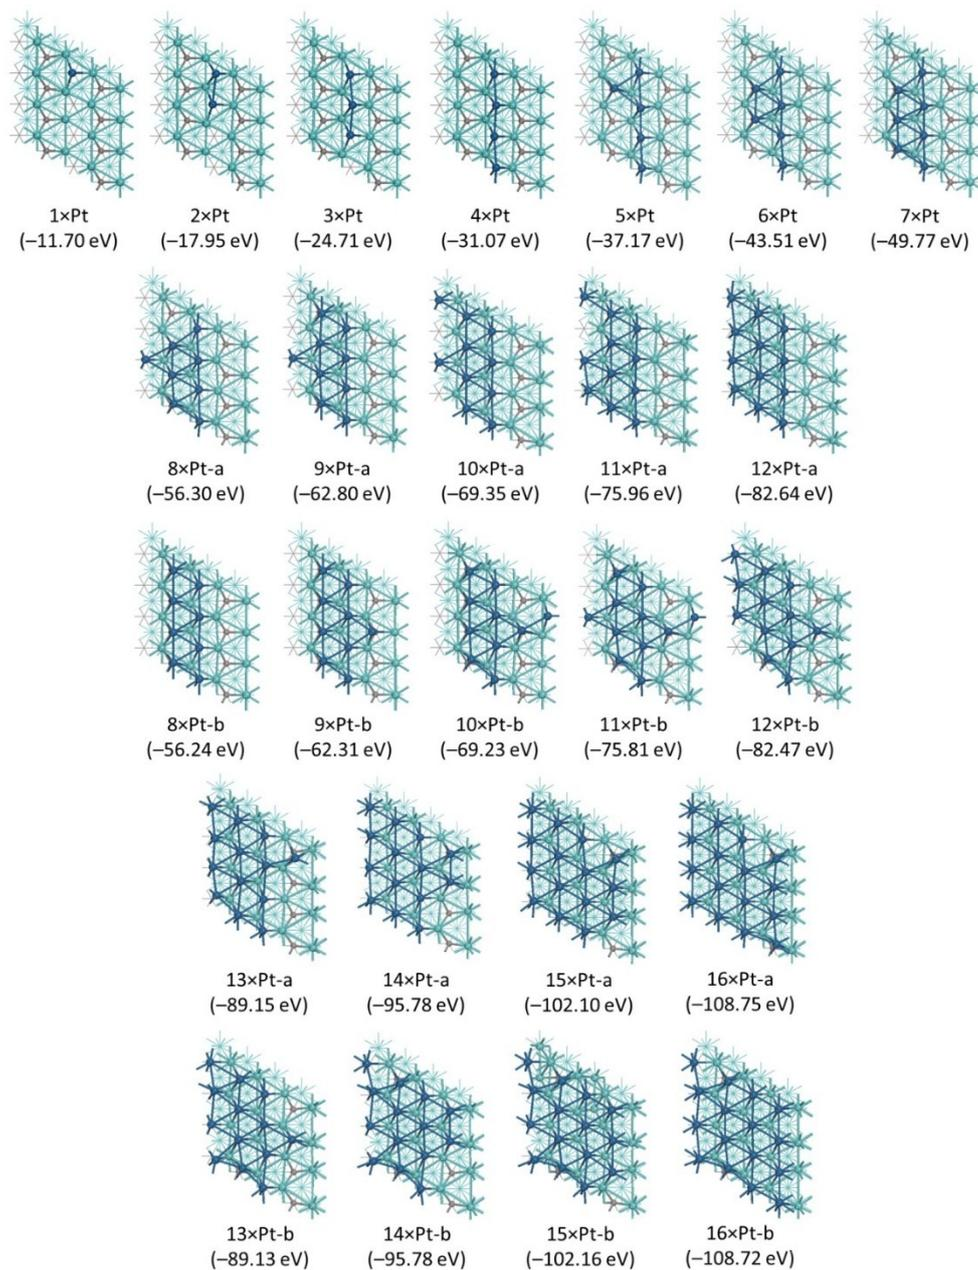 1×Pt 2×Pt 3×Pt 4×Pt 5×Pt 6×Pt 7×Pt
(−11.70 eV) (−17.95 eV) (−24.71 eV) (−31.07 eV) (−37.17 eV) (−43.51 eV) (−49.77 eV)
8×Pt-a 9×Pt-a 10×Pt-a 11×Pt-a 12×Pt-a
(−56.30 eV) (−62.80 eV) (−69.35 eV) (−75.96 eV) (−82.64 eV)
8×Pt-b 9×Pt-b 10×Pt-b 11×Pt-b 12×Pt-b
(−56.24 eV) (−62.31 eV) (−69.23 eV) (−75.81 eV) (−82.47 eV)
13×Pt-a 14×Pt-a 15×Pt-a 16×Pt-a
(−89.15 eV) (−95.78 eV) (−102.10 eV) (−108.75 eV)
13×Pt-b 14×Pt-b 15×Pt-b 16×Pt-b
(−89.13 eV) (−95.78 eV) (−102.16 eV) (−108.72 eV)